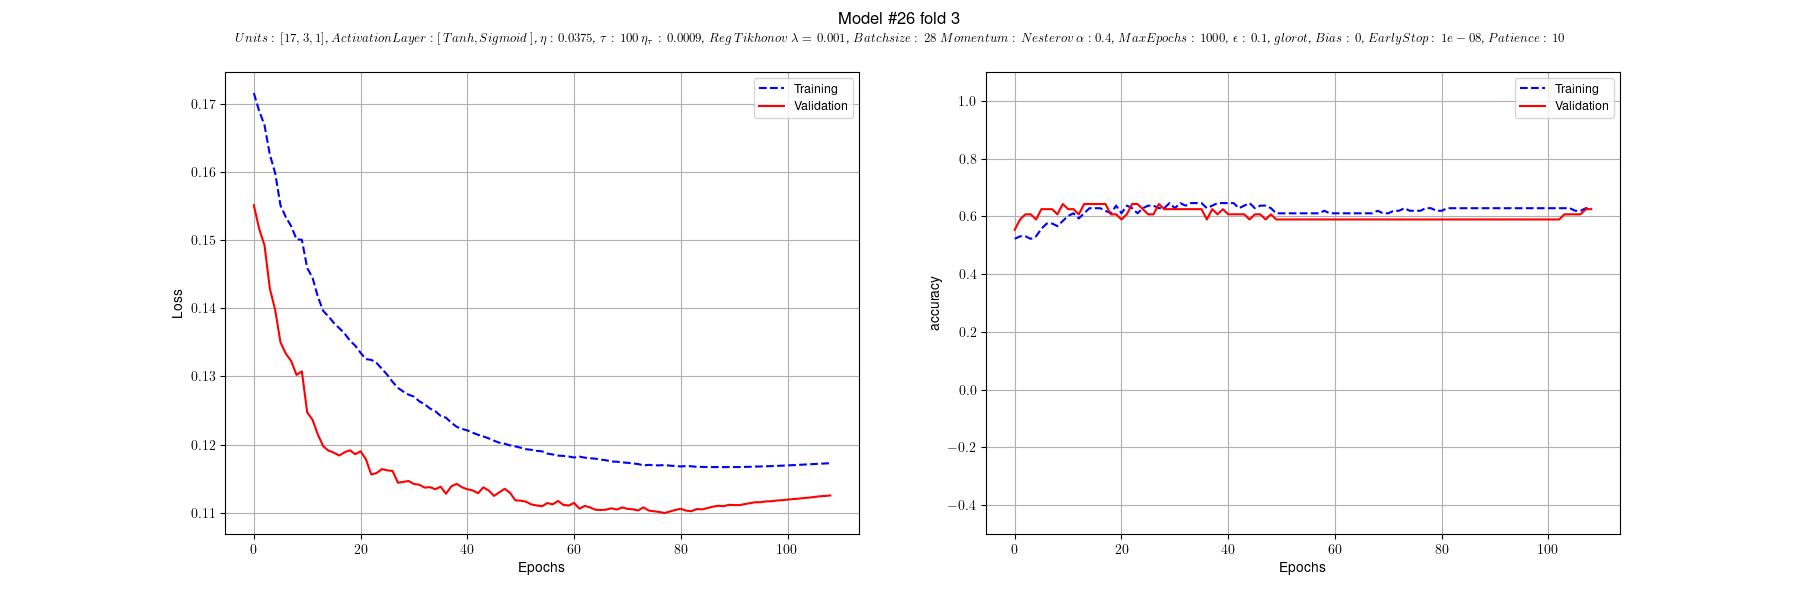 Model #26 fold 3
Units : [17, 3, 1], ActivationLayer : [Tanh, Sigmoid ], η : 0.0375, τ : 100 ητ : 0.0009, Reg Tikhonov λ = 0.001, Batchsize : 28 Momentum : Nesterov α : 0.4, MaxEpochs : 1000, ϵ : 0.1, glorot, Bias : 0, EarlyStop : 1e − 08, Patience : 10
Training
Validation
0.17
0.16
0.15
0.14
0.13
0.12
0.11
Loss
0
20
40
60
80
100
Epochs
Training
Validation
1.0
0.8
0.6
0.4
0.2
0.0
−0.2
−0.4
accuracy
0
20
40
60
80
100
Epochs